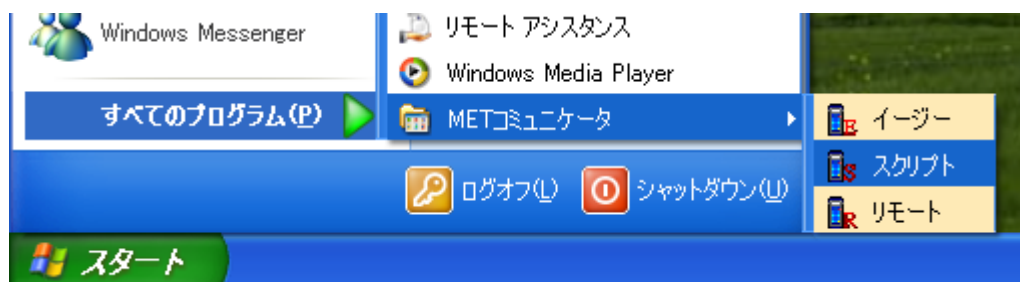 Windows Messenger
リモート アシスタンス
Windows Media Player
すべてのプログラム(P)
METコミュニケータ
イージー
スクリプト
リモート
ログオフ(L)
シャットダウン(U)
スタート